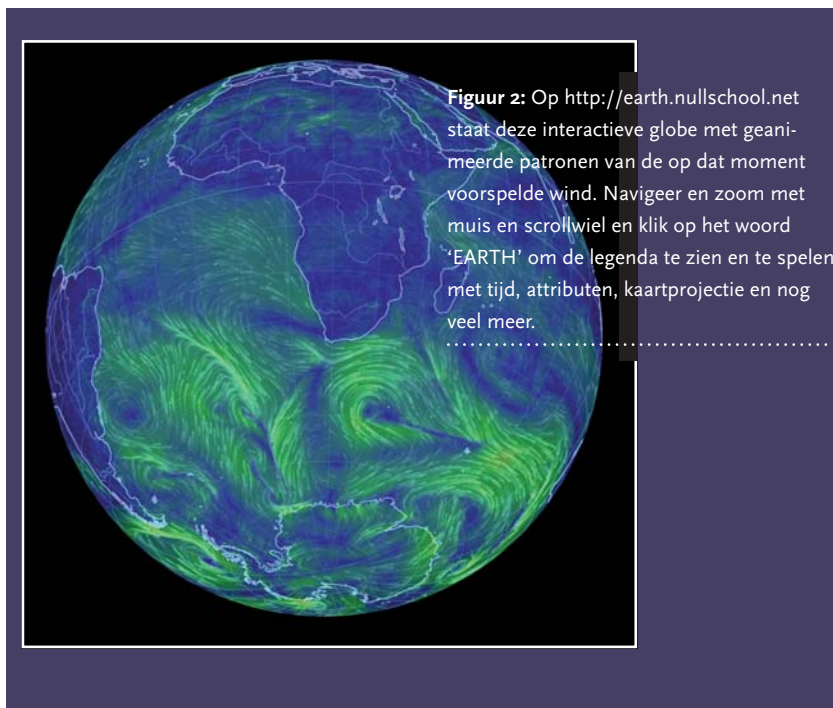 Figuur 2: Op http://earth.nullschool.net
staat deze interactieve globe met geani-
meerde patronen van de op dat moment
voorspelde wind. Navigeer en zoom met
muis en scrollwiel en klik op het woord
‘EARTH’ om de legenda te zien en te spelen
met tijd, attributen, kaartprojectie en nog
veel meer.